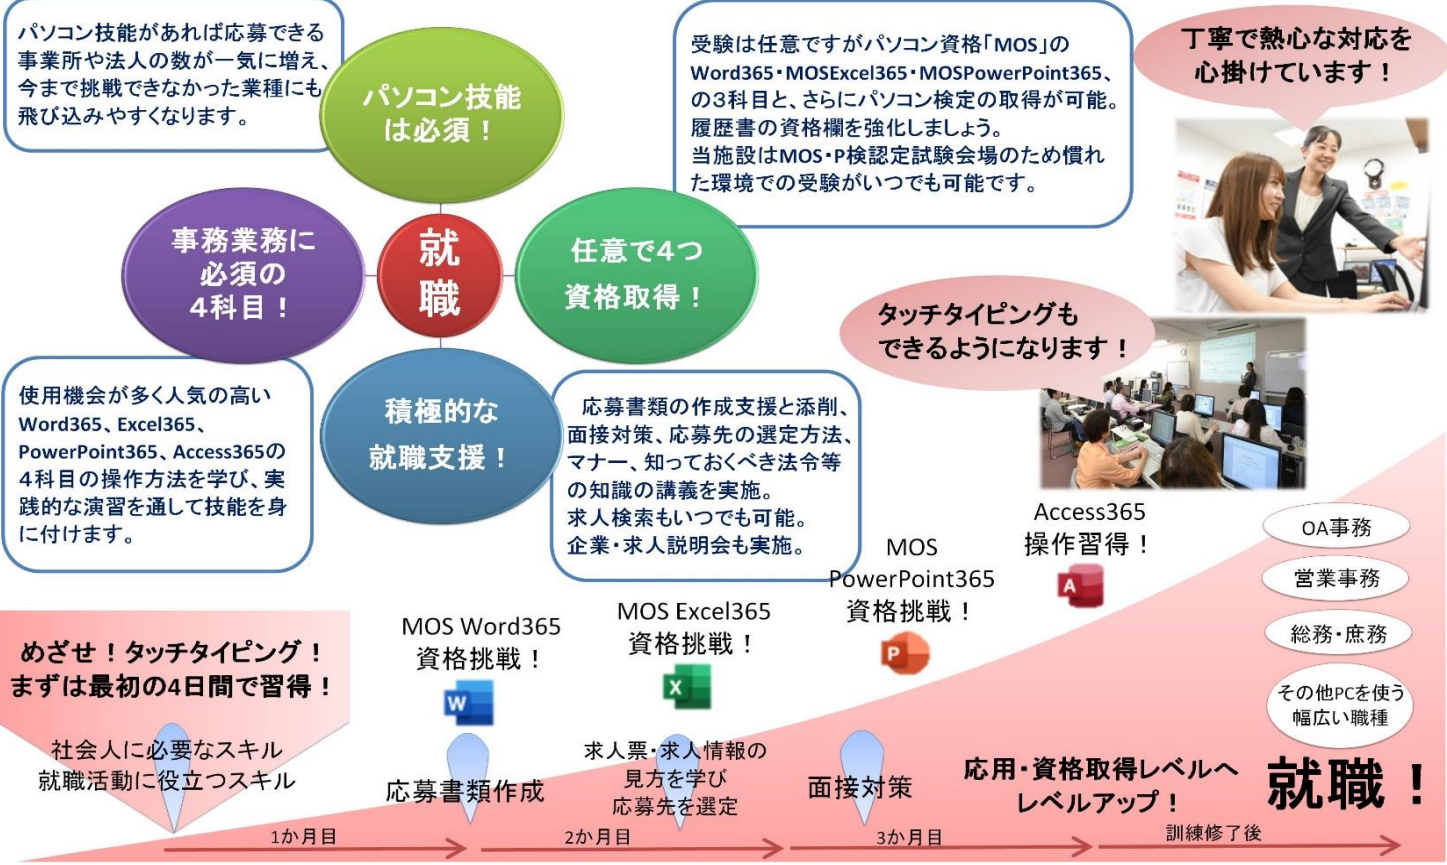 パソコン技能があれば応募できる
事業所や法人の数が一気に増え、
今まで挑戦できなかった業種にも
飛び込みやすくなります。
パソコン技能
は必須！
受験は任意ですがパソコン資格「MOS」の
Word365・MOSExcel365・MOSPowerPoint365、
の３科目と、さらにパソコン検定の取得が可能。
履歴書の資格欄を強化しましょう。
当施設はMOS・P検認定試験会場のため慣れ
た環境での受験がいつでも可能です。
丁寧で熱心な対応を
心掛けています！
事務業務に
必須の
４科目！
就
職
任意で４つ
資格取得！
タッチタイピングも
できるようになります！
使用機会が多く人気の高い
Word365、Excel365、
PowerPoint365、Access365の
４科目の操作方法を学び、実
践的な演習を通して技能を身
に付けます。
積極的な
就職支援！
応募書類の作成支援と添削、
面接対策、応募先の選定方法、
マナー、知っておくべき法令等
の知識の講義を実施。
求人検索もいつでも可能。
企業・求人説明会も実施。
めざせ！タッチタイピング！
まずは最初の4日間で習得！
社会人に必要なスキル
就職活動に役立つスキル
MOS Word365
資格挑戦！
W
応募書類作成
MOS Excel365
資格挑戦！
X
求人票・求人情報の
見方を学び
応募先を選定
MOS
PowerPoint365
資格挑戦！
P
面接対策
Access365
操作習得！
A
応用・資格取得レベルへ
レベルアップ！
OA事務
営業事務
総務・庶務
その他PCを使う
幅広い職種
就職！
1か月目
2か月目
3か月目
訓練修了後